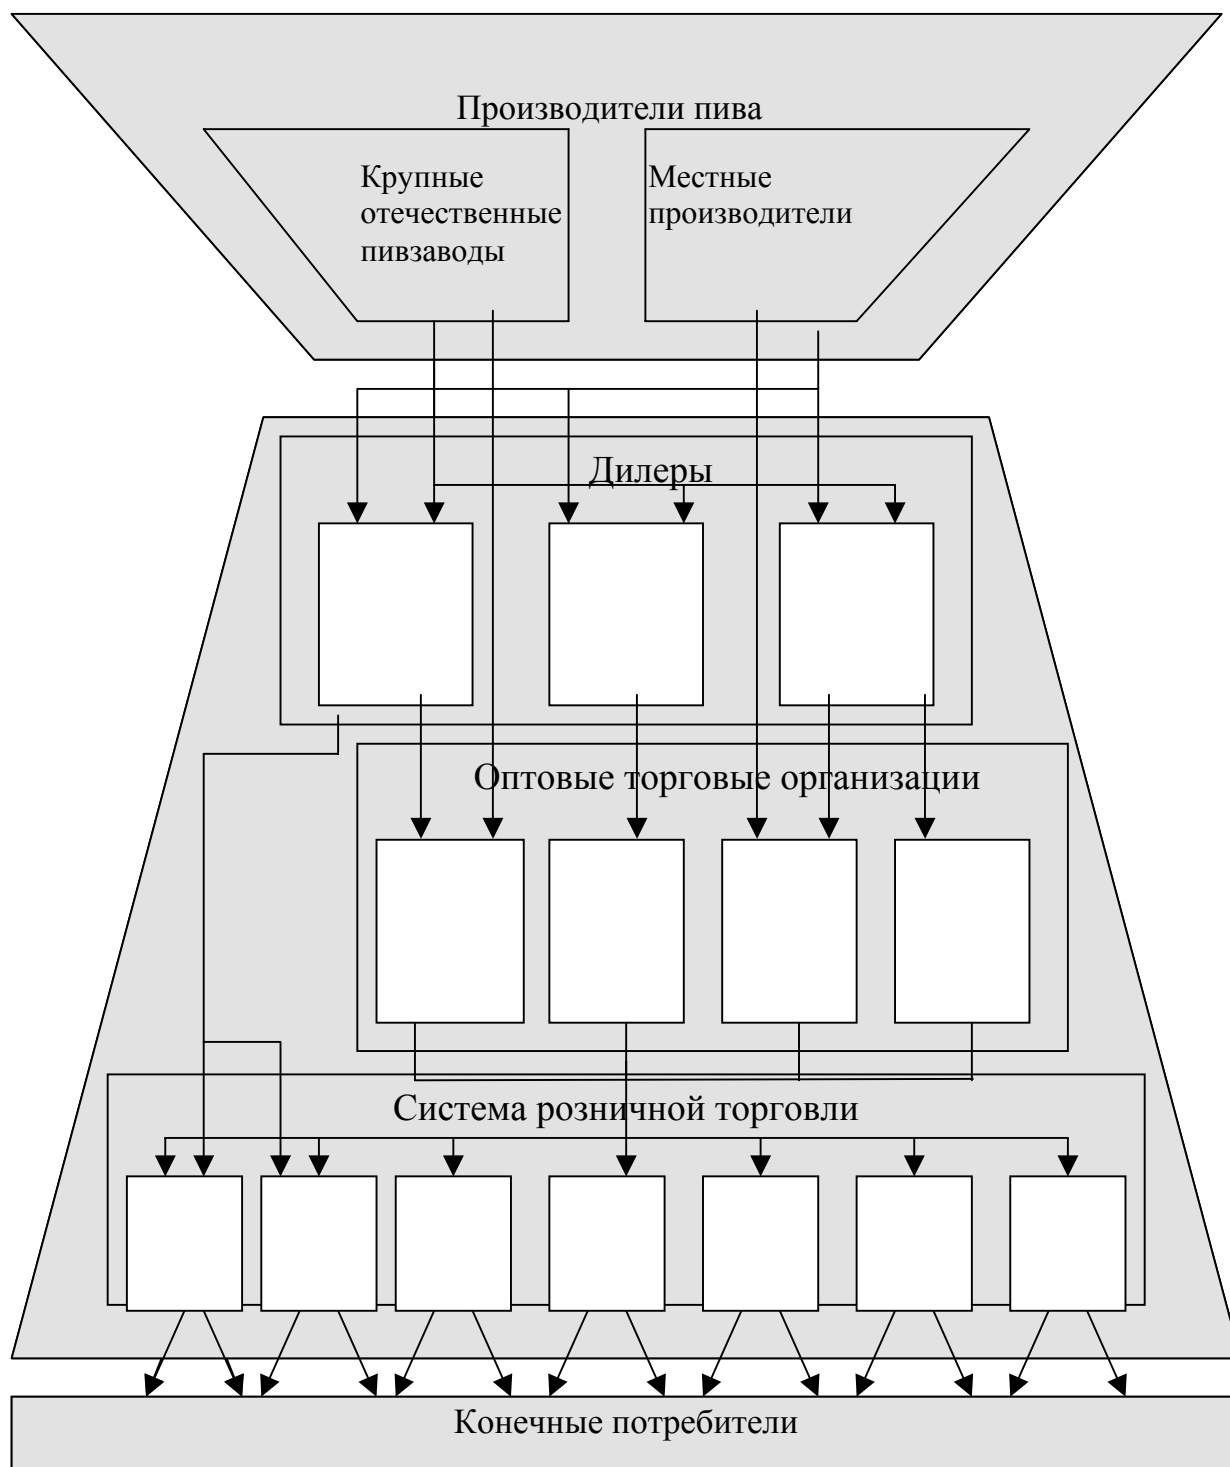 Производители пива
Крупные
отечественные
пивзаводы
Местные
производители
Дилеры
Оптовые торговые организации
Система розничной торговли
Конечные потребители